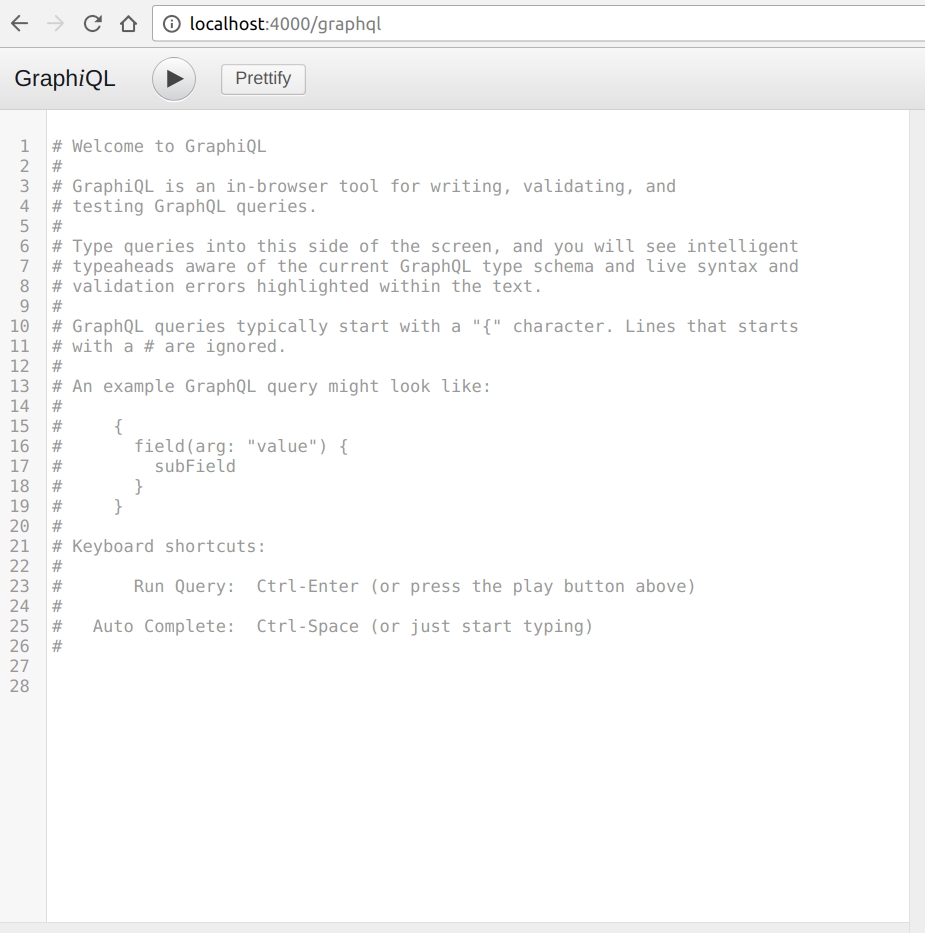 localhost:4000/graphql
GraphiQL Prettify
1 # Welcome to GraphiQL
2 #
3 # GraphiQL is an in-browser tool for writing, validating, and
4 # testing GraphQL queries.
5 #
6 # Type queries into this side of the screen, and you will see intelligent
7 # typeaheads aware of the current GraphQL type schema and live syntax and
8 # validation errors highlighted within the text.
9 #
10 # GraphQL queries typically start with a "{" character. Lines that starts
11 # with a # are ignored.
12 #
13 # An example GraphQL query might look like:
14 #
15 #     {
16 #       field(arg: "value") {
17 #         subField
18 #       }
19 #     }
20 #
21 # Keyboard shortcuts:
22 #
23 #       Run Query:  Ctrl-Enter (or press the play button above)
24 #
25 #   Auto Complete:  Ctrl-Space (or just start typing)
26 #
27
28